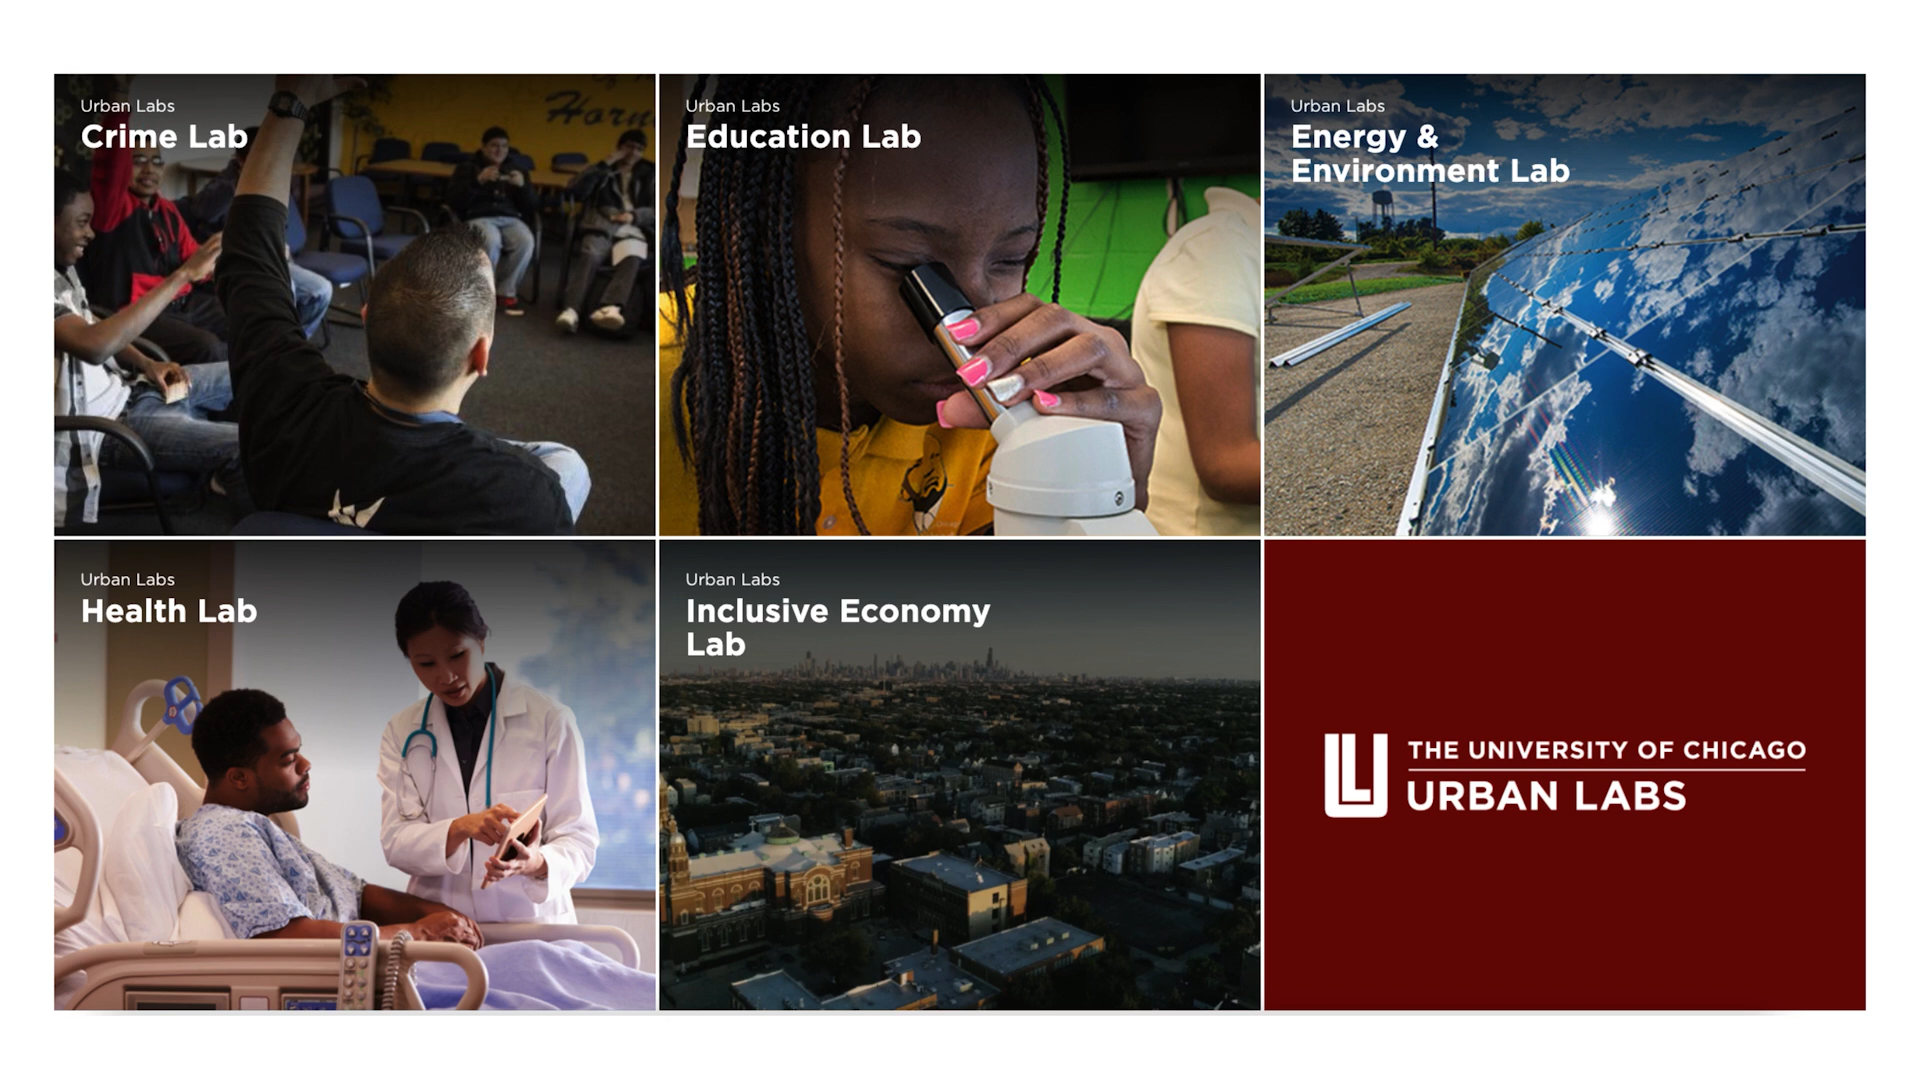 Urban Labs
Crime Lab
Urban Labs
Education Lab
Urban Labs
Energy &
Environment Lab
Urban Labs
Health Lab
Urban Labs
Inclusive Economy
Lab
THE UNIVERSITY OF CHICAGO
URBAN LABS